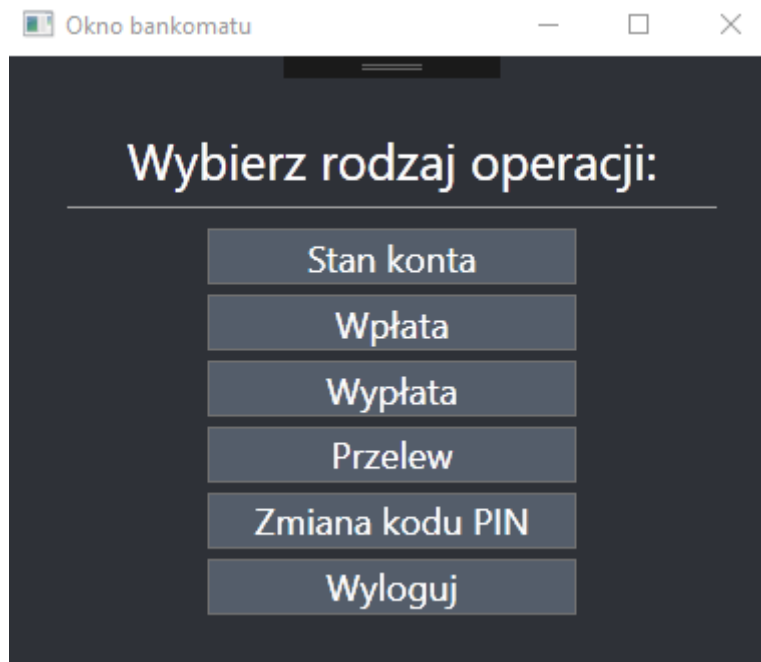 Okno bankomatu
Wybierz rodzaj operacji:
Stan konta
Wpłata
Wypłata
Przelew
Zmiana kodu PIN
Wyloguj